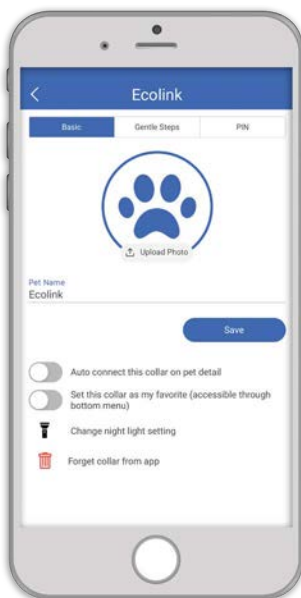 Ecolink
Basic Gentle Steps PIN
Upload Photo
Pet Name
Ecolink
Save
Auto connect this collar on pet detail
Set this collar as my favorite (accessible through
bottom menu)
Change night light setting
Forget collar from app